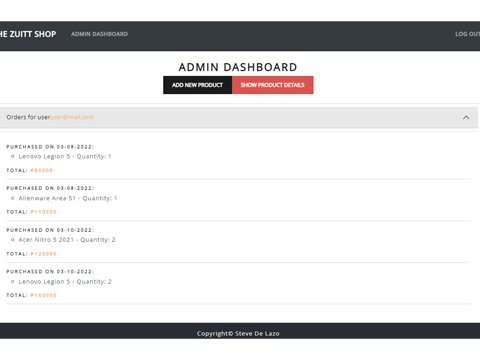 HE ZUITT SHOP ADMIN DASHBOARD LOG OUT
ADMIN DASHBOARD
ADD NEW PRODUCT SHOW PRODUCT DETAILS
Orders for user user@mail.com
PURCHASED ON 03-08-2022:
Lenovo Legion 5 - Quantity: 1
TOTAL: ₱80000
PURCHASED ON 03-08-2022:
Alienware Area 51 - Quantity: 1
TOTAL: ₱110000
PURCHASED ON 03-10-2022:
Acer Nitro 5 2021 - Quantity: 2
TOTAL: ₱120000
PURCHASED ON 03-10-2022:
Lenovo Legion 5 - Quantity: 2
TOTAL: ₱160000
Copyright© Steve De Lazo